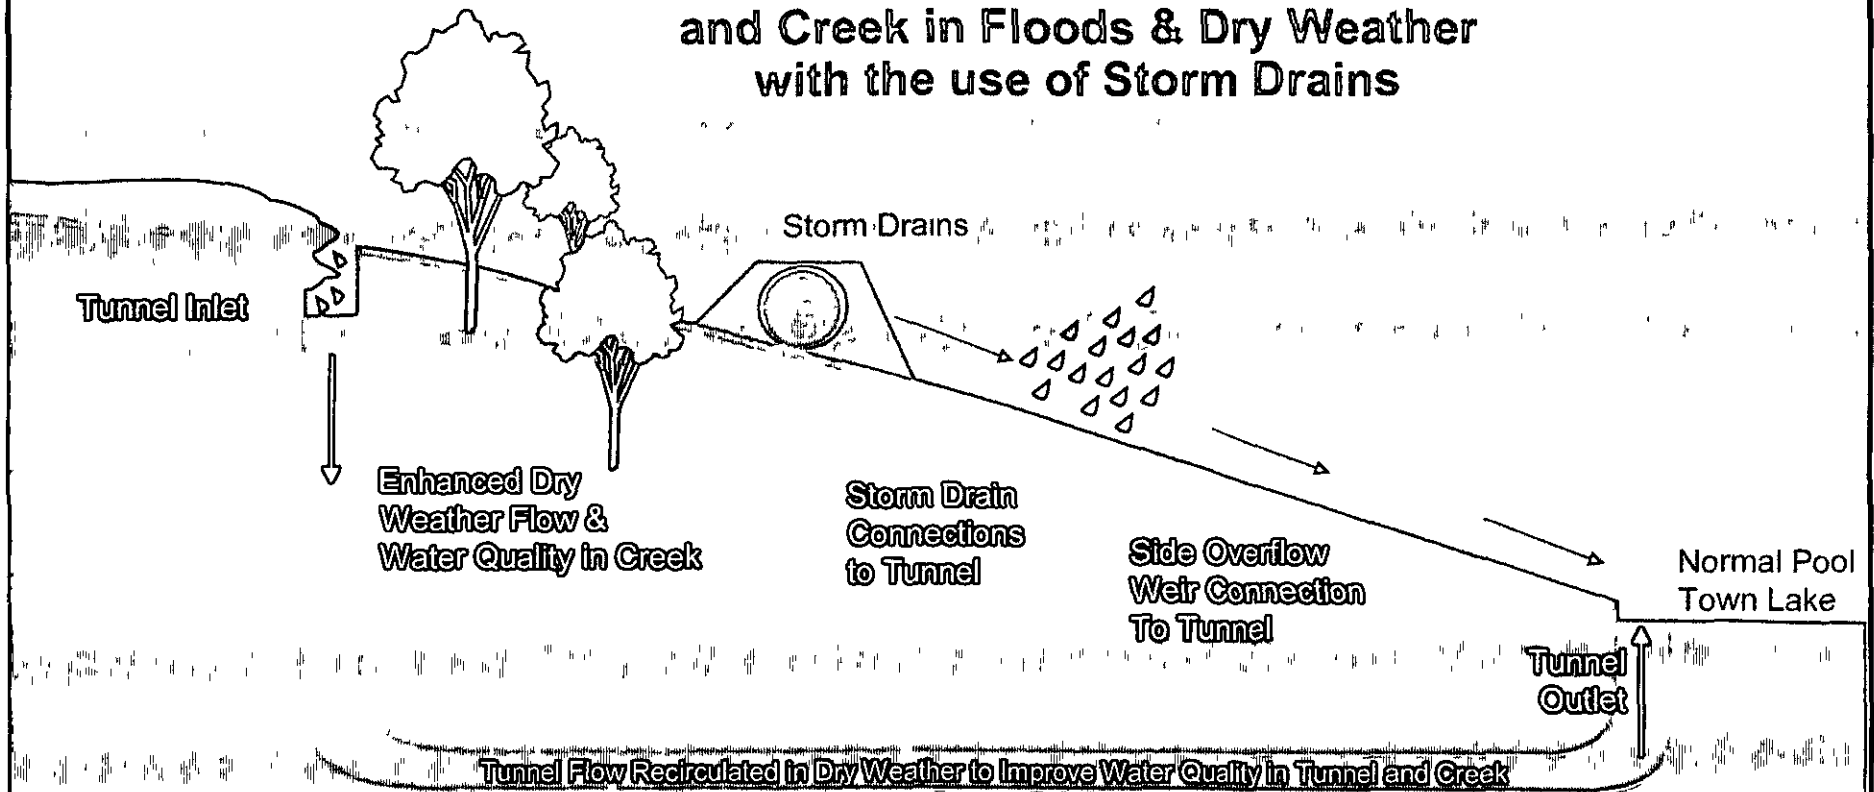 and Creek in Floods & Dry Weather
with the use of Storm Drains
Storm Drains
Tunnel Inlet
Enhanced Dry
Weather Flow &
Water Quality in Creek
Storm Drain
Connections
to Tunnel
Side Overflow
Weir Connection
To Tunnel
Normal Pool
Town Lake
Tunnel
Outlet
Tunnel Flow Recirculated in Dry Weather to Improve Water Quality in Tunnel and Creek